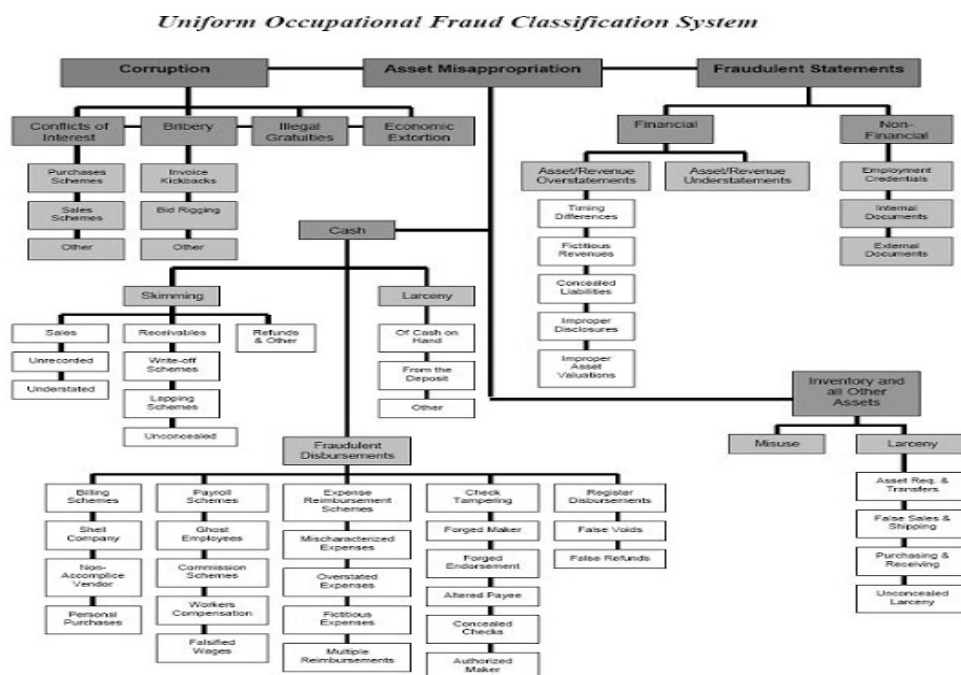 Uniform Occupational Fraud Classification System
Corruption
Asset Misappropriation
Fraudulent Statements
Conflicts of
Interest
Bribery
Illegal
Gratuities
Economic
Extortion
Financial
Non-
Financial
Purchases
Schemes
Sales
Schemes
Other
Invoice
Kickbacks
Bid Rigging
Other
Asset/Revenue
Overstatements
Asset/Revenue
Understatements
Employment
Credentials
Internal
Documents
External
Documents
Timing
Differences
Fictitious
Revenues
Concealed
Liabilities
Improper
Disclosures
Improper
Asset
Valuations
Cash
Skimming
Larceny
Sales
Unrecorded
Understated
Receivables
Write-off
Schemes
Lapping
Schemes
Unconcealed
Refunds
& Other
Of Cash on
Hand
From the
Deposit
Other
Inventory and
all Other
Assets
Misuse
Larceny
Asset Req. &
Transfers
False Sales &
Shipping
Purchasing &
Receiving
Unconcealed
Larceny
Fraudulent
Disbursements
Billing
Schemes
Shell
Company
Non-
Accomplice
Vendor
Personal
Purchases
Payroll
Schemes
Ghost
Employees
Commission
Schemes
Workers
Compensation
Falsified
Wages
Expense
Reimbursement
Schemes
Mischaracterized
Expenses
Overstated
Expenses
Fictitious
Expenses
Multiple
Reimbursements
Check
Tampering
Forged Maker
Forged
Endorsement
Altered Payee
Concealed
Checks
Authorized
Maker
Register
Disbursements
False Voids
False Refunds